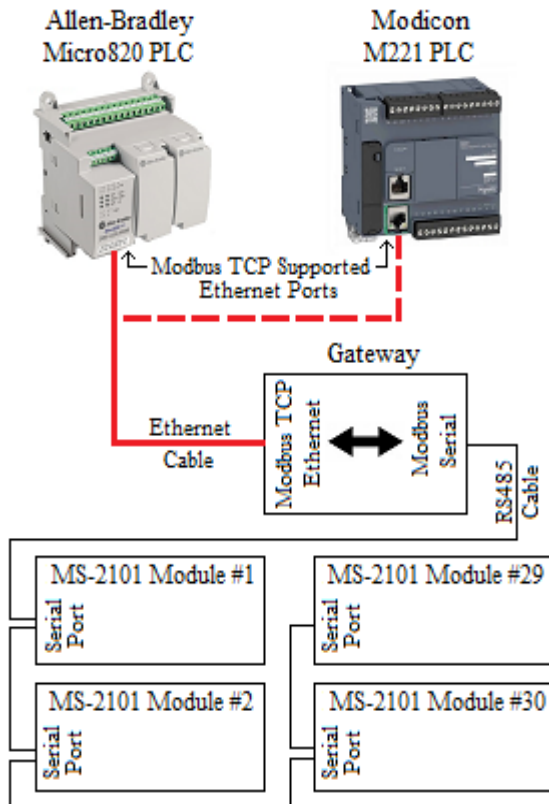 Allen-Bradley
Micro820 PLC
Modicon
M221 PLC
Modbus TCP Supported
Ethernet Ports
Gateway
Ethernet
Cable
Modbus TCP
Ethernet
Modbus
Serial
RS485
Cable
MS-2101 Module #1
Serial
Port
MS-2101 Module #29
Serial
Port
MS-2101 Module #2
Serial
Port
MS-2101 Module #30
Serial
Port